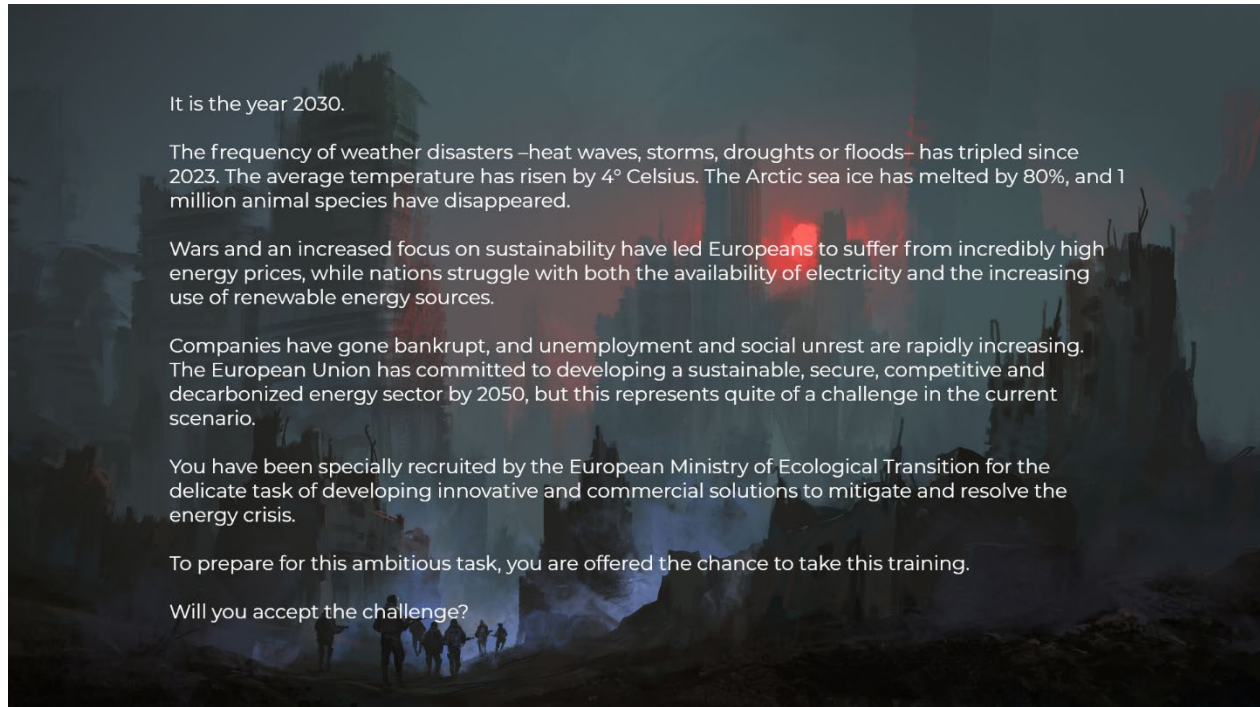 It is the year 2030.
The frequency of weather disasters –heat waves, storms, droughts or floods– has tripled since
2023. The average temperature has risen by 4° Celsius. The Arctic sea ice has melted by 80%, and 1
million animal species have disappeared.
Wars and an increased focus on sustainability have led Europeans to suffer from incredibly high
energy prices, while nations struggle with both the availability of electricity and the increasing
use of renewable energy sources.
Companies have gone bankrupt, and unemployment and social unrest are rapidly increasing.
The European Union has committed to developing a sustainable, secure, competitive and
decarbonized energy sector by 2050, but this represents quite of a challenge in the current
scenario.
You have been specially recruited by the European Ministry of Ecological Transition for the
delicate task of developing innovative and commercial solutions to mitigate and resolve the
energy crisis.
To prepare for this ambitious task, you are offered the chance to take this training.
Will you accept the challenge?